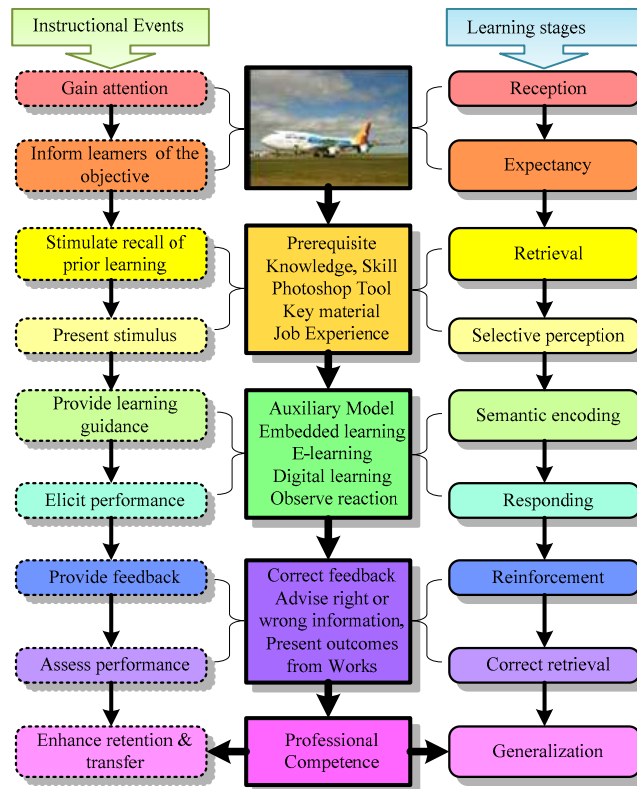 Instructional Events
Learning stages
Gain attention
Inform learners of the
objective
Stimulate recall of
prior learning
Present stimulus
Provide learning
guidance
Elicit performance
Provide feedback
Assess performance
Enhance retention &
transfer
Prerequisite
Knowledge, Skill
Photoshop Tool
Key material
Job Experience
Auxiliary Model
Embedded learning
E-learning
Digital learning
Observe reaction
Correct feedback
Advise right or
wrong information,
Present outcomes
from Works
Professional
Competence
Reception
Expectancy
Retrieval
Selective perception
Semantic encoding
Responding
Reinforcement
Correct retrieval
Generalization